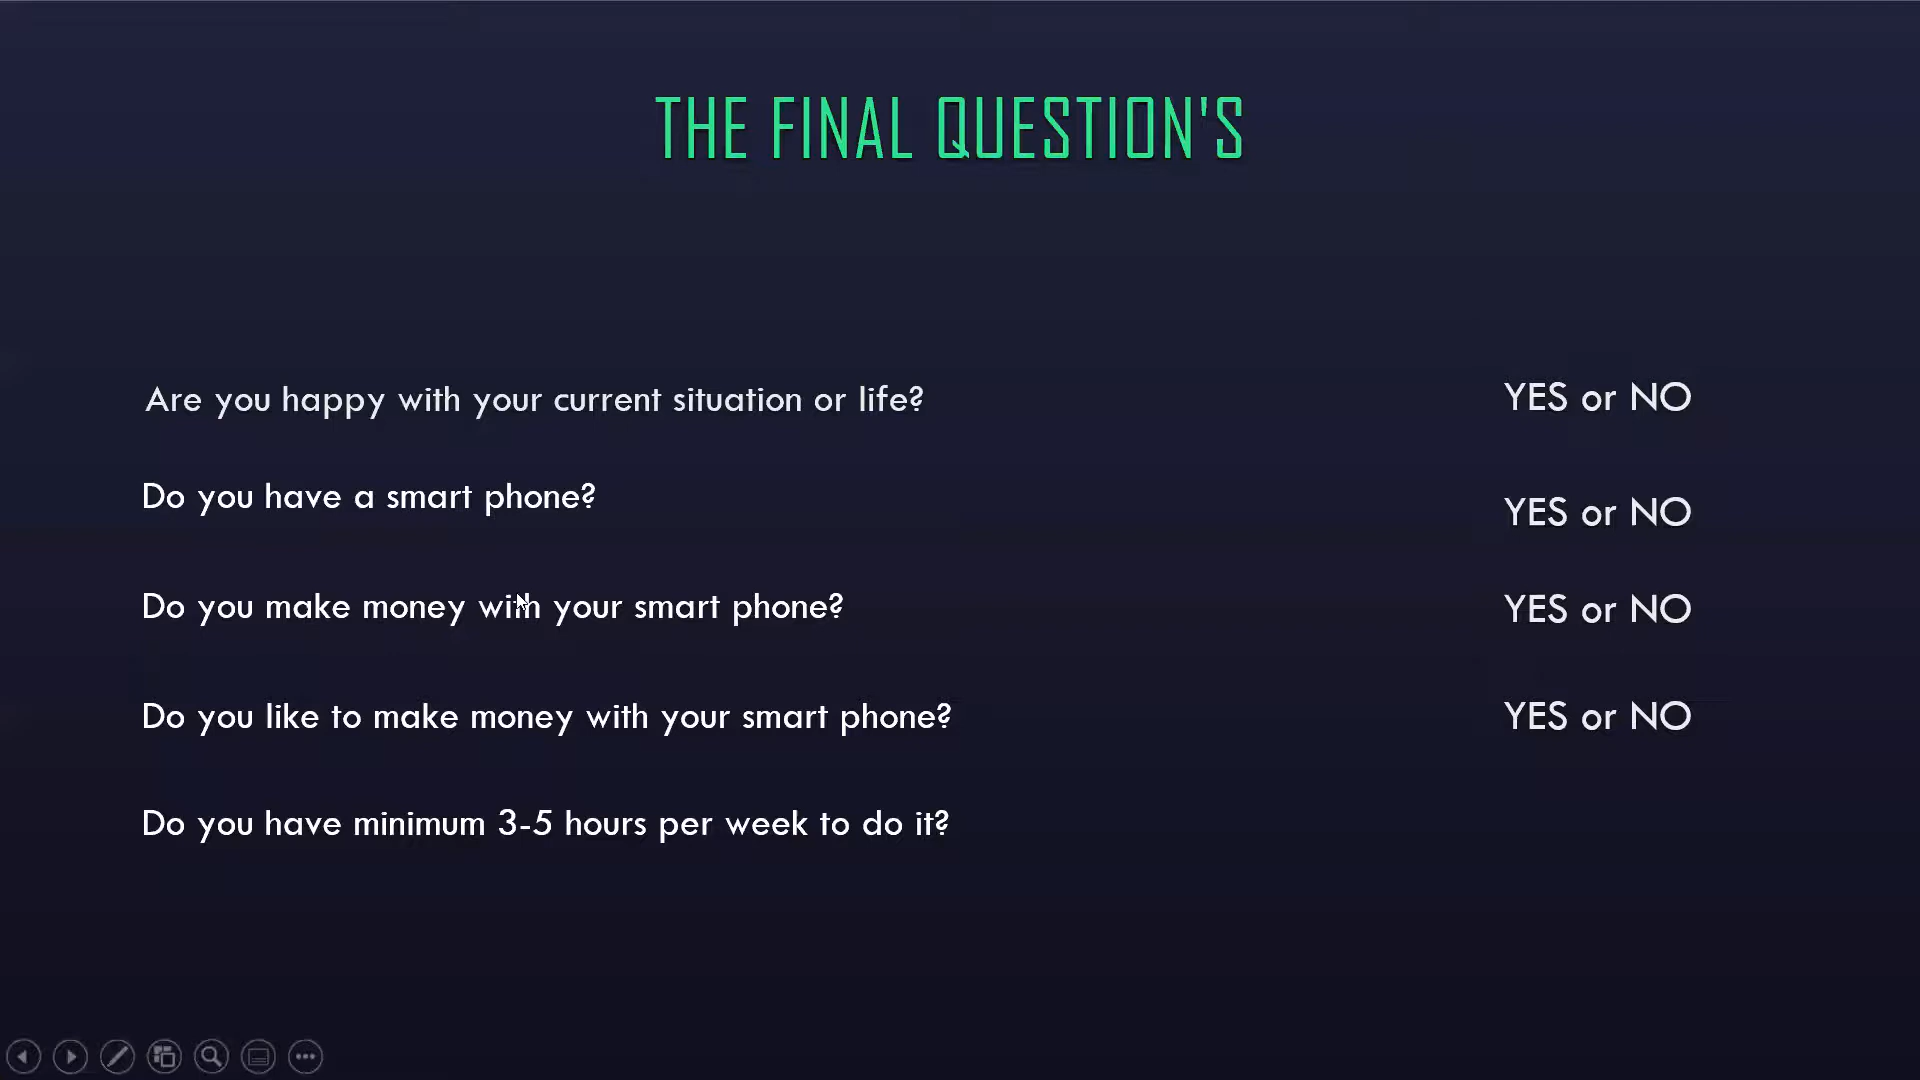 THE FINAL QUESTION'S
Are you happy with your current situation or life? YES or NO
Do you have a smart phone? YES or NO
Do you make money with your smart phone? YES or NO
Do you like to make money with your smart phone? YES or NO
Do you have minimum 3-5 hours per week to do it?